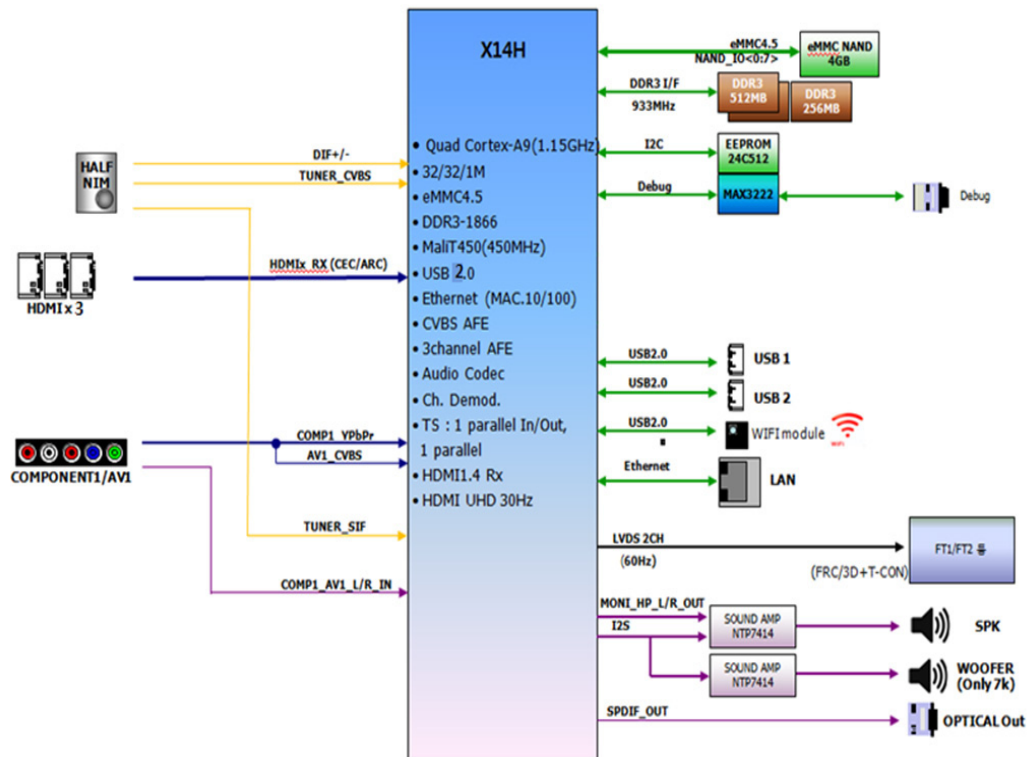 X14H
• Quad Cortex-A9(1.15GHz)
• 32/32/1M
• eMMC4.5
• DDR3-1866
• MaliT450(450MHz)
• USB 2.0
• Ethernet (MAC.10/100)
• CVBS AFE
• 3channel AFE
• Audio Codec
• Ch. Demod.
• TS : 1 parallel In/Out,
1 parallel
• HDMI1.4 Rx
• HDMI UHD 30Hz
HALF
NIM
DIF+/-
TUNER_CVBS
HDMIx RX (CEC/ARC)
HDMI x 3
COMP1_YPbPr
AV1_CVBS
COMPONENT1/AV1
TUNER_SIF
COMP1_AV1_L/R_IN
eMMC4.5
NAND_IO<0:7>
eMMC NAND
4GB
DDR3 I/F
933MHz
DDR3
512MB
DDR3
256MB
I2C
EEPROM
24C512
Debug
MAX3222
Debug
USB2.0
USB 1
USB2.0
USB 2
USB2.0
WIFI module
WiFi
Ethernet
LAN
LVDS 2CH
(60Hz)
(FRC/3D+T-CON)
FT1/FT2 용
MONI_HP_L/R_OUT
I2S
SOUND AMP
NTP7414
SPK
SOUND AMP
NTP7414
WOOFER
(Only 7k)
SPDIF_OUT
OPTICAL Out